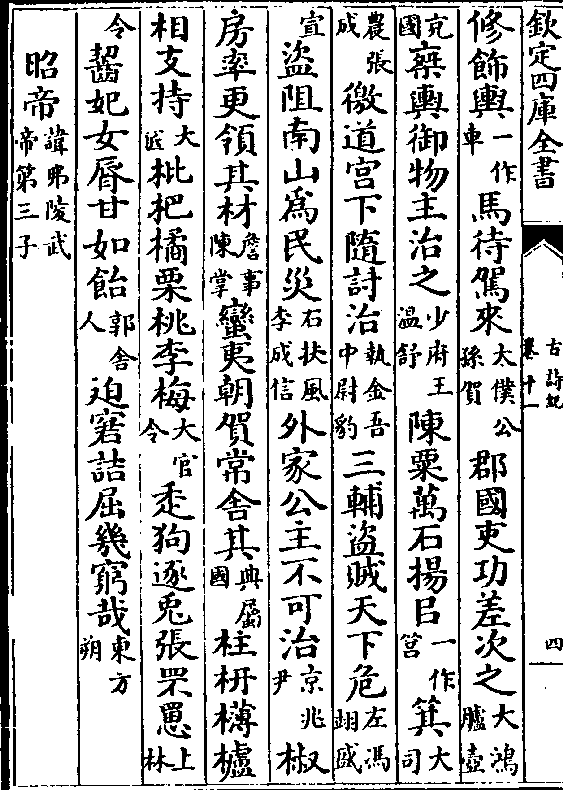 欽定四庫全書 古詩紀 卷十一 四
修飾輿一作車馬待駕來太僕公孫賀郡國吏功差次之大鴻臚壺
充國椉輿御物主治之少府王溫舒陳粟萬石揚㠯一作筥箕大司
農張成徼道宮下隨討治執金吾中尉豹三輔盜賊天下危左馮翊盛
宣盜阻南山為民災石扶風李成信外家公主不可治京兆尹椒
房率更領其材詹事陳掌蠻夷朝賀常舍其典屬國柱枅欂櫨
相支持大匠枇杷橘栗桃李梅大官令走狗逐兎張罘罳上林
令齧妃女脣甘如飴郭舍人迫窘詰屈幾窮哉東方朔
昭帝諱弗陵武帝第三子